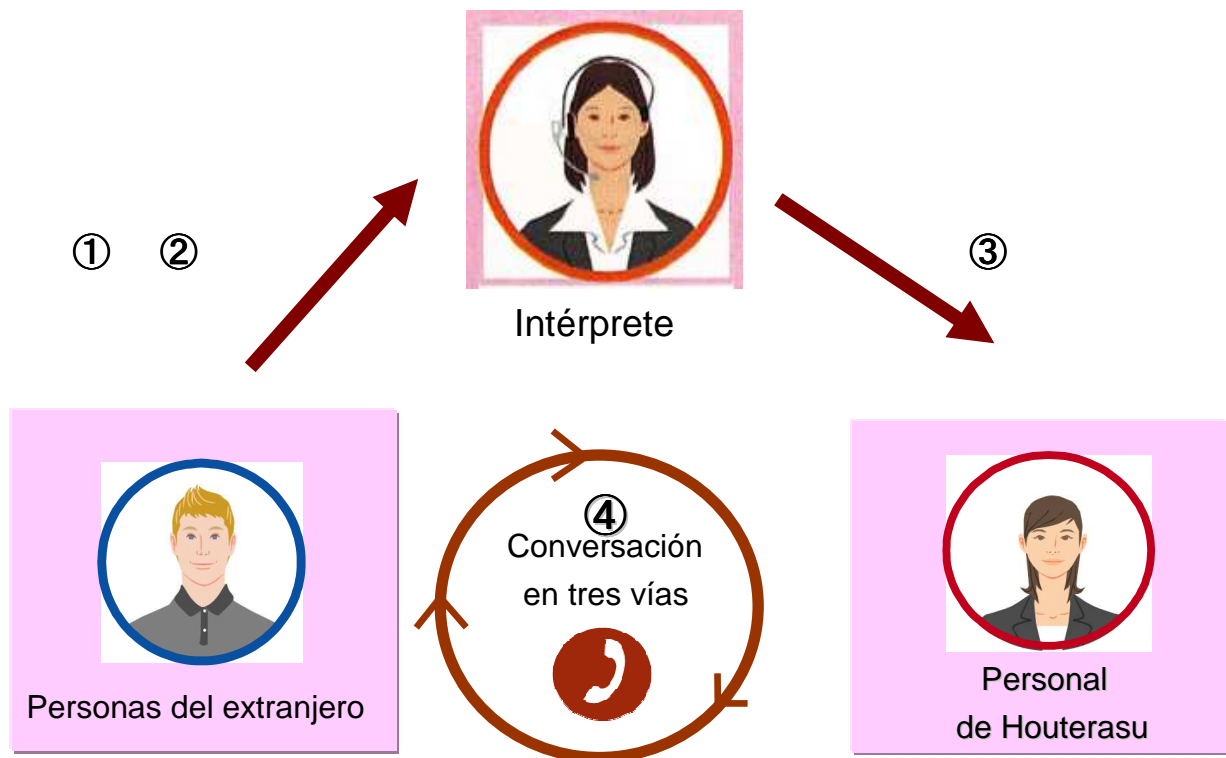 ① ②
③
Intérprete
④
Conversación
en tres vías
Personas del extranjero
Personal
de Houterasu